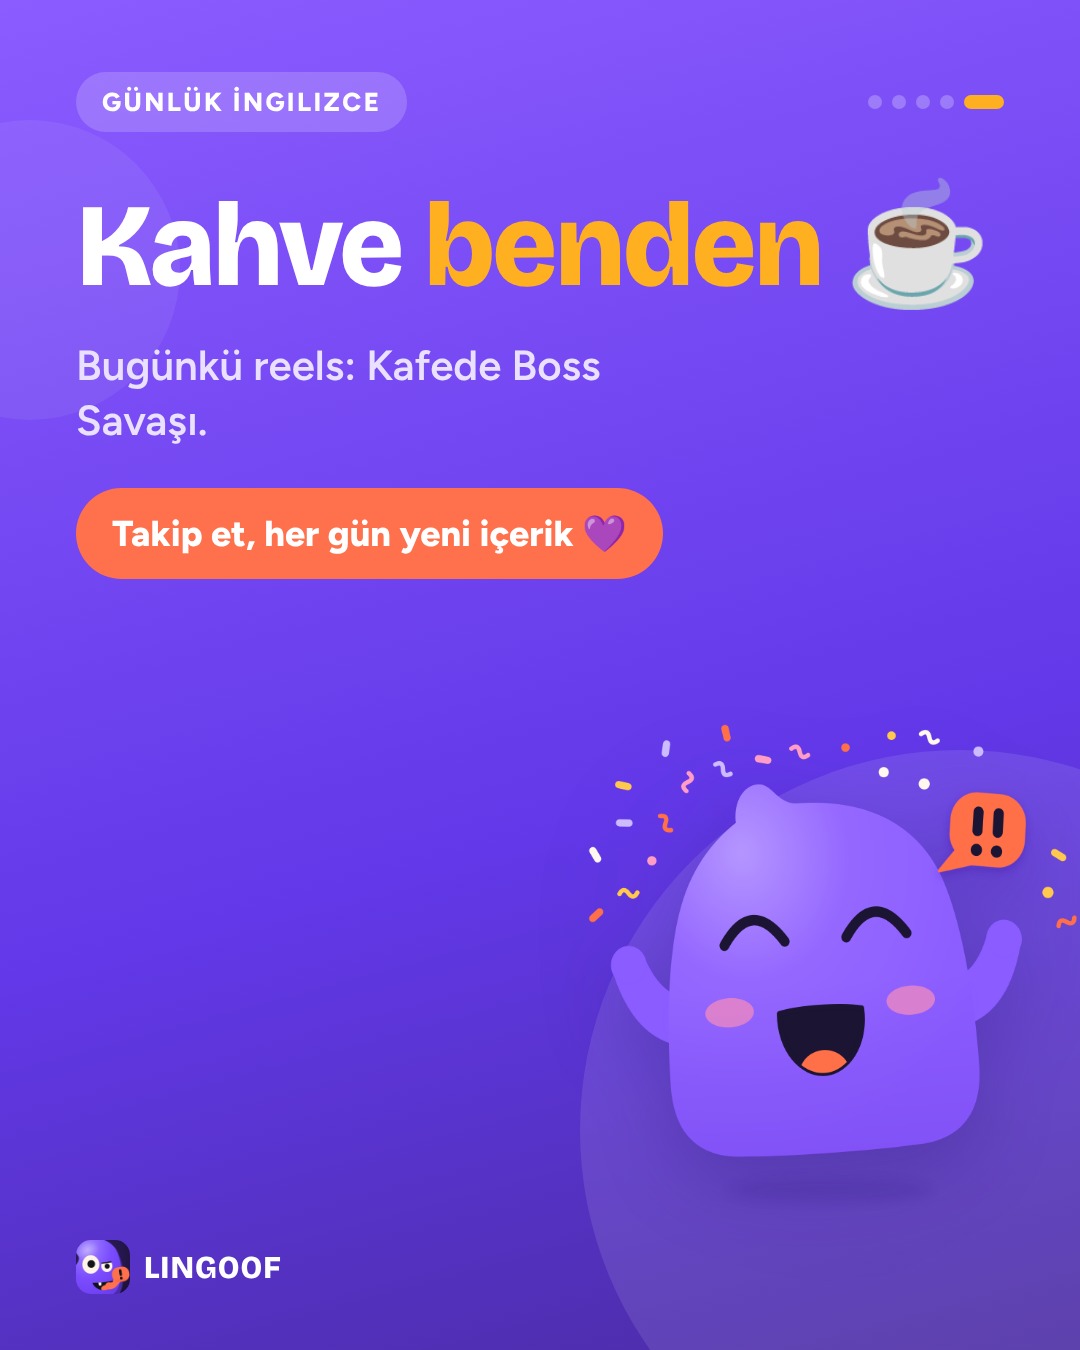 GÜNLÜK İNGILIZCE
Kahve benden ☕
Bugünkü reels: Kafede Boss
Savaşı.
Takip et, her gün yeni içerik 💜
!!
LINGOOF